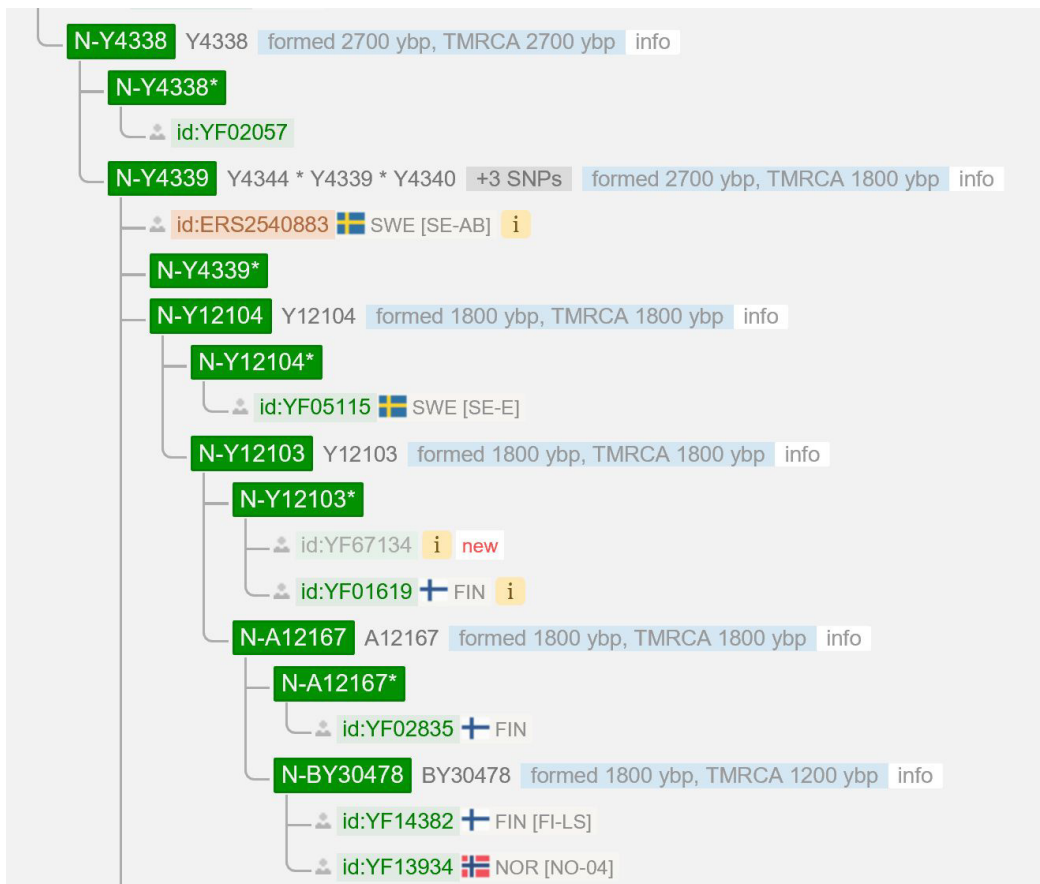 N-Y4338 Y4338 formed 2700 ybp, TMRCA 2700 ybp info
N-Y4338*
id:YF02057
N-Y4339 Y4344 * Y4339 * Y4340 +3 SNPs formed 2700 ybp, TMRCA 1800 ybp info
id:ERS2540883 SWE [SE-AB] i
N-Y4339*
N-Y12104 Y12104 formed 1800 ybp, TMRCA 1800 ybp info
N-Y12104*
id:YF05115 SWE [SE-E]
N-Y12103 Y12103 formed 1800 ybp, TMRCA 1800 ybp info
N-Y12103*
id:YF67134 i new
id:YF01619 FIN i
N-A12167 A12167 formed 1800 ybp, TMRCA 1800 ybp info
N-A12167*
id:YF02835 FIN
N-BY30478 BY30478 formed 1800 ybp, TMRCA 1200 ybp info
id:YF14382 FIN [FI-LS]
id:YF13934 NOR [NO-04]